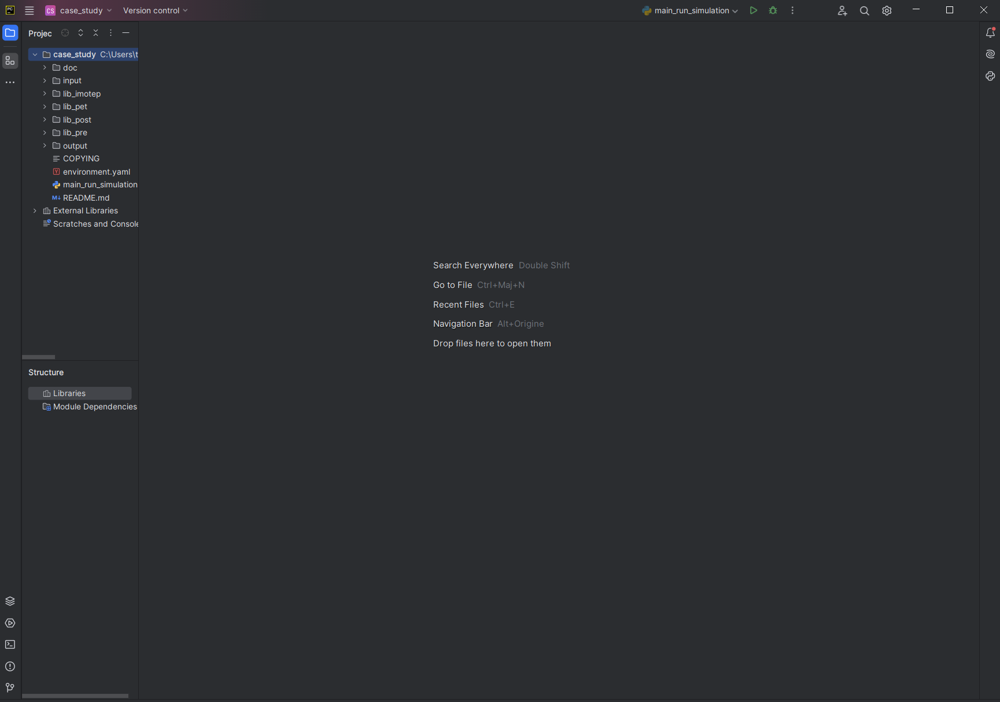 PC
CS case_study
Version control
main_run_simulation
Projec
case_study C:\Users\t
doc
input
lib_imotep
lib_pet
lib_post
lib_pre
output
COPYING
Y environment.yaml
main_run_simulation
M↓ README.md
External Libraries
Scratches and Console
Search Everywhere Double Shift
Go to File Ctrl+Maj+N
Recent Files Ctrl+E
Navigation Bar Alt+Origine
Drop files here to open them
Structure
Libraries
Module Dependencies